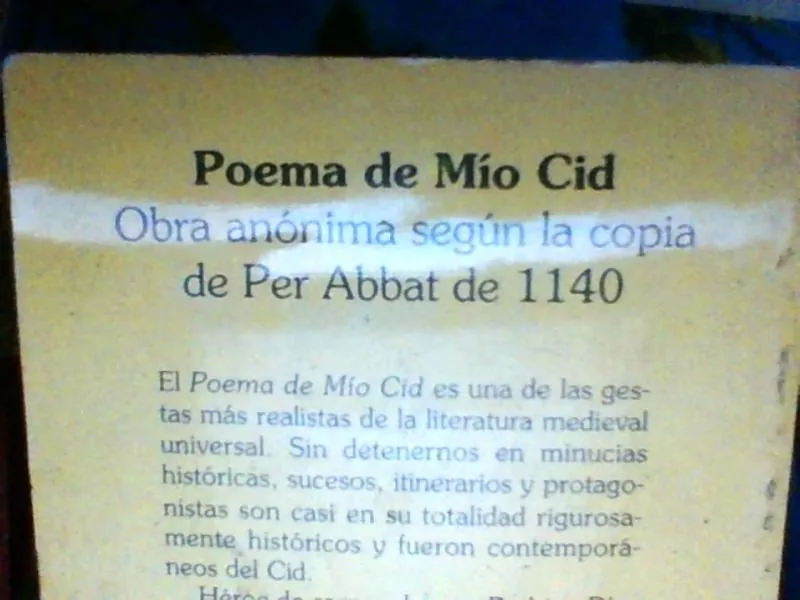 Poema de Mío Cid
Obra anónima según la copia
de Per Abbat de 1140
El Poema de Mío Cid es una de las ges-
tas más realistas de la literatura medieval
universal. Sin detenernos en minucias
históricas, sucesos, itinerarios y protago-
nistas son casi en su totalidad rigurosa-
mente históricos y fueron contemporá-
neos del Cid.
Héroe de